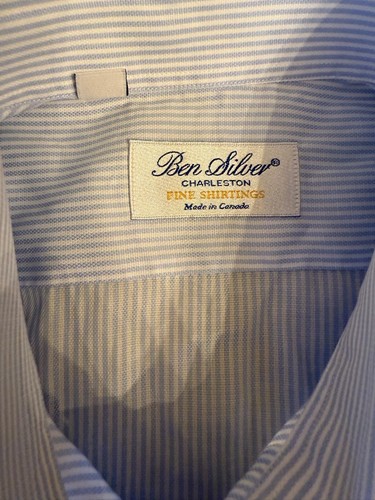 Ben Silver®
CHARLESTON
FINE SHIRTINGS
Made in Canada